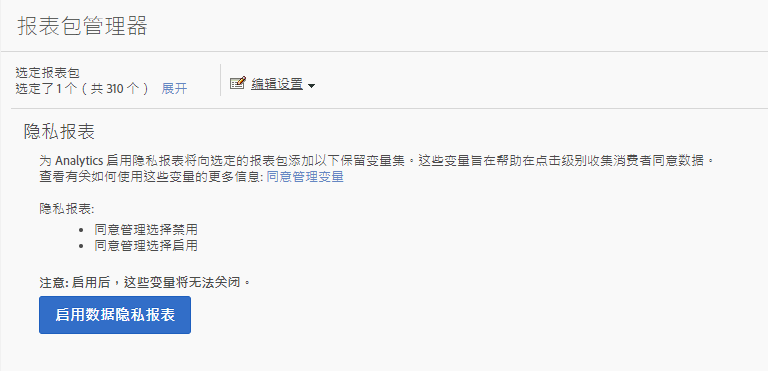 报表包管理器
选定报表包
选定了 1 个（共 310 个） 展开
编辑设置
隐私报表
为 Analytics 启用隐私报表将向选定的报表包添加以下保留变量集。这些变量旨在帮助在点击级别收集消费者同意数据。
查看有关如何使用这些变量的更多信息: 同意管理变量
隐私报表:
• 同意管理选择禁用
• 同意管理选择启用
注意: 启用后，这些变量将无法关闭。
启用数据隐私报表